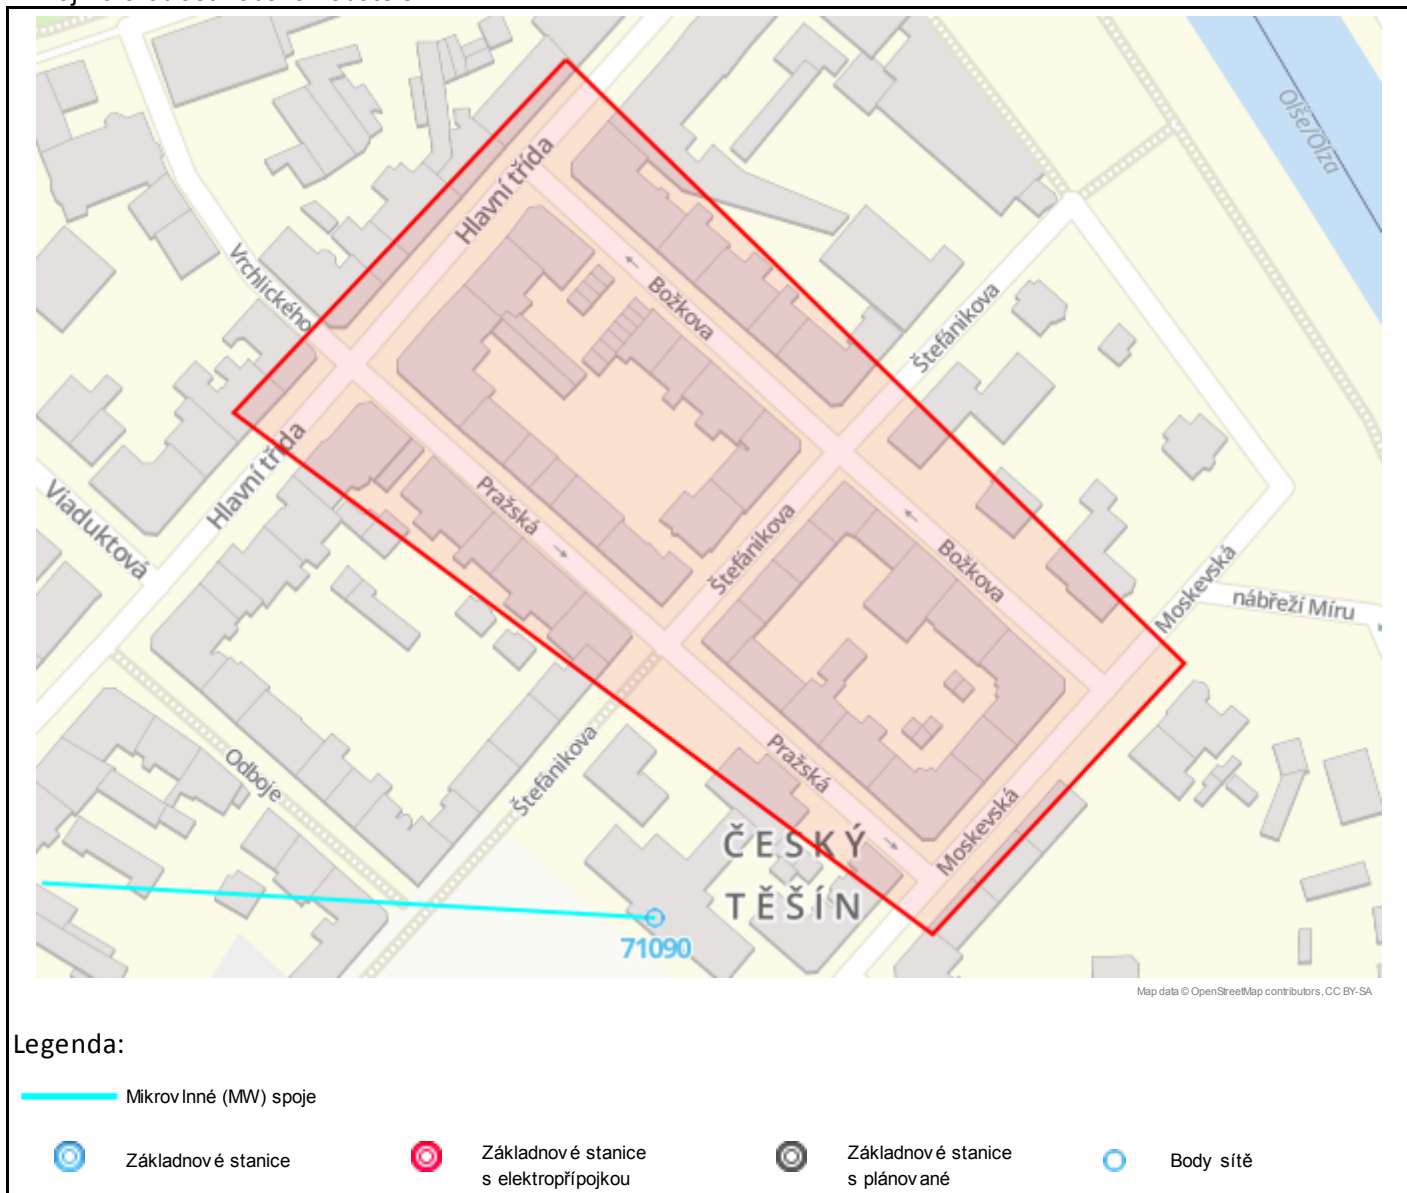 Olše/Olza
Hlavní třída
Vrchlického
Božkova
Štefánikova
Hlavní třída
Viaduktová
Pražská
Štefánikova
Božkova
Moskevská
nábřeží Míru
Odboje
Štefánikova
Pražská
Moskevská
ČESKÝ
TĚŠÍN
71090
Map data © OpenStreetMap contributors, CC BY-SA
Legenda:
Mikrovlnné (MW) spoje
Základnové stanice
Základnové stanice
s elektropřípojkou
Základnové stanice
s plánované
Body sítě